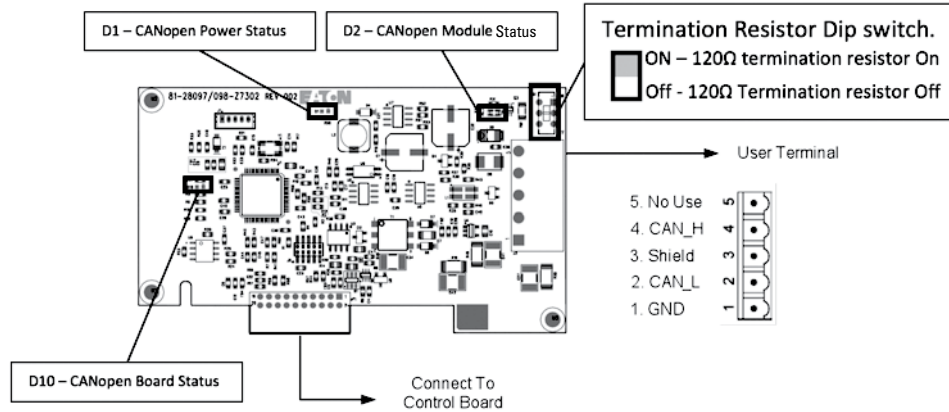 D1 – CANopen Power Status
D2 – CANopen Module Status
Termination Resistor Dip switch.
ON – 120Ω termination resistor On
Off - 120Ω Termination resistor Off
81-28097/098-Z7302 REV 002
EATON
User Terminal
5. No Use
4. CAN_H
3. Shield
2. CAN_L
1. GND
5
4
3
2
1
D10 – CANopen Board Status
Connect To
Control Board